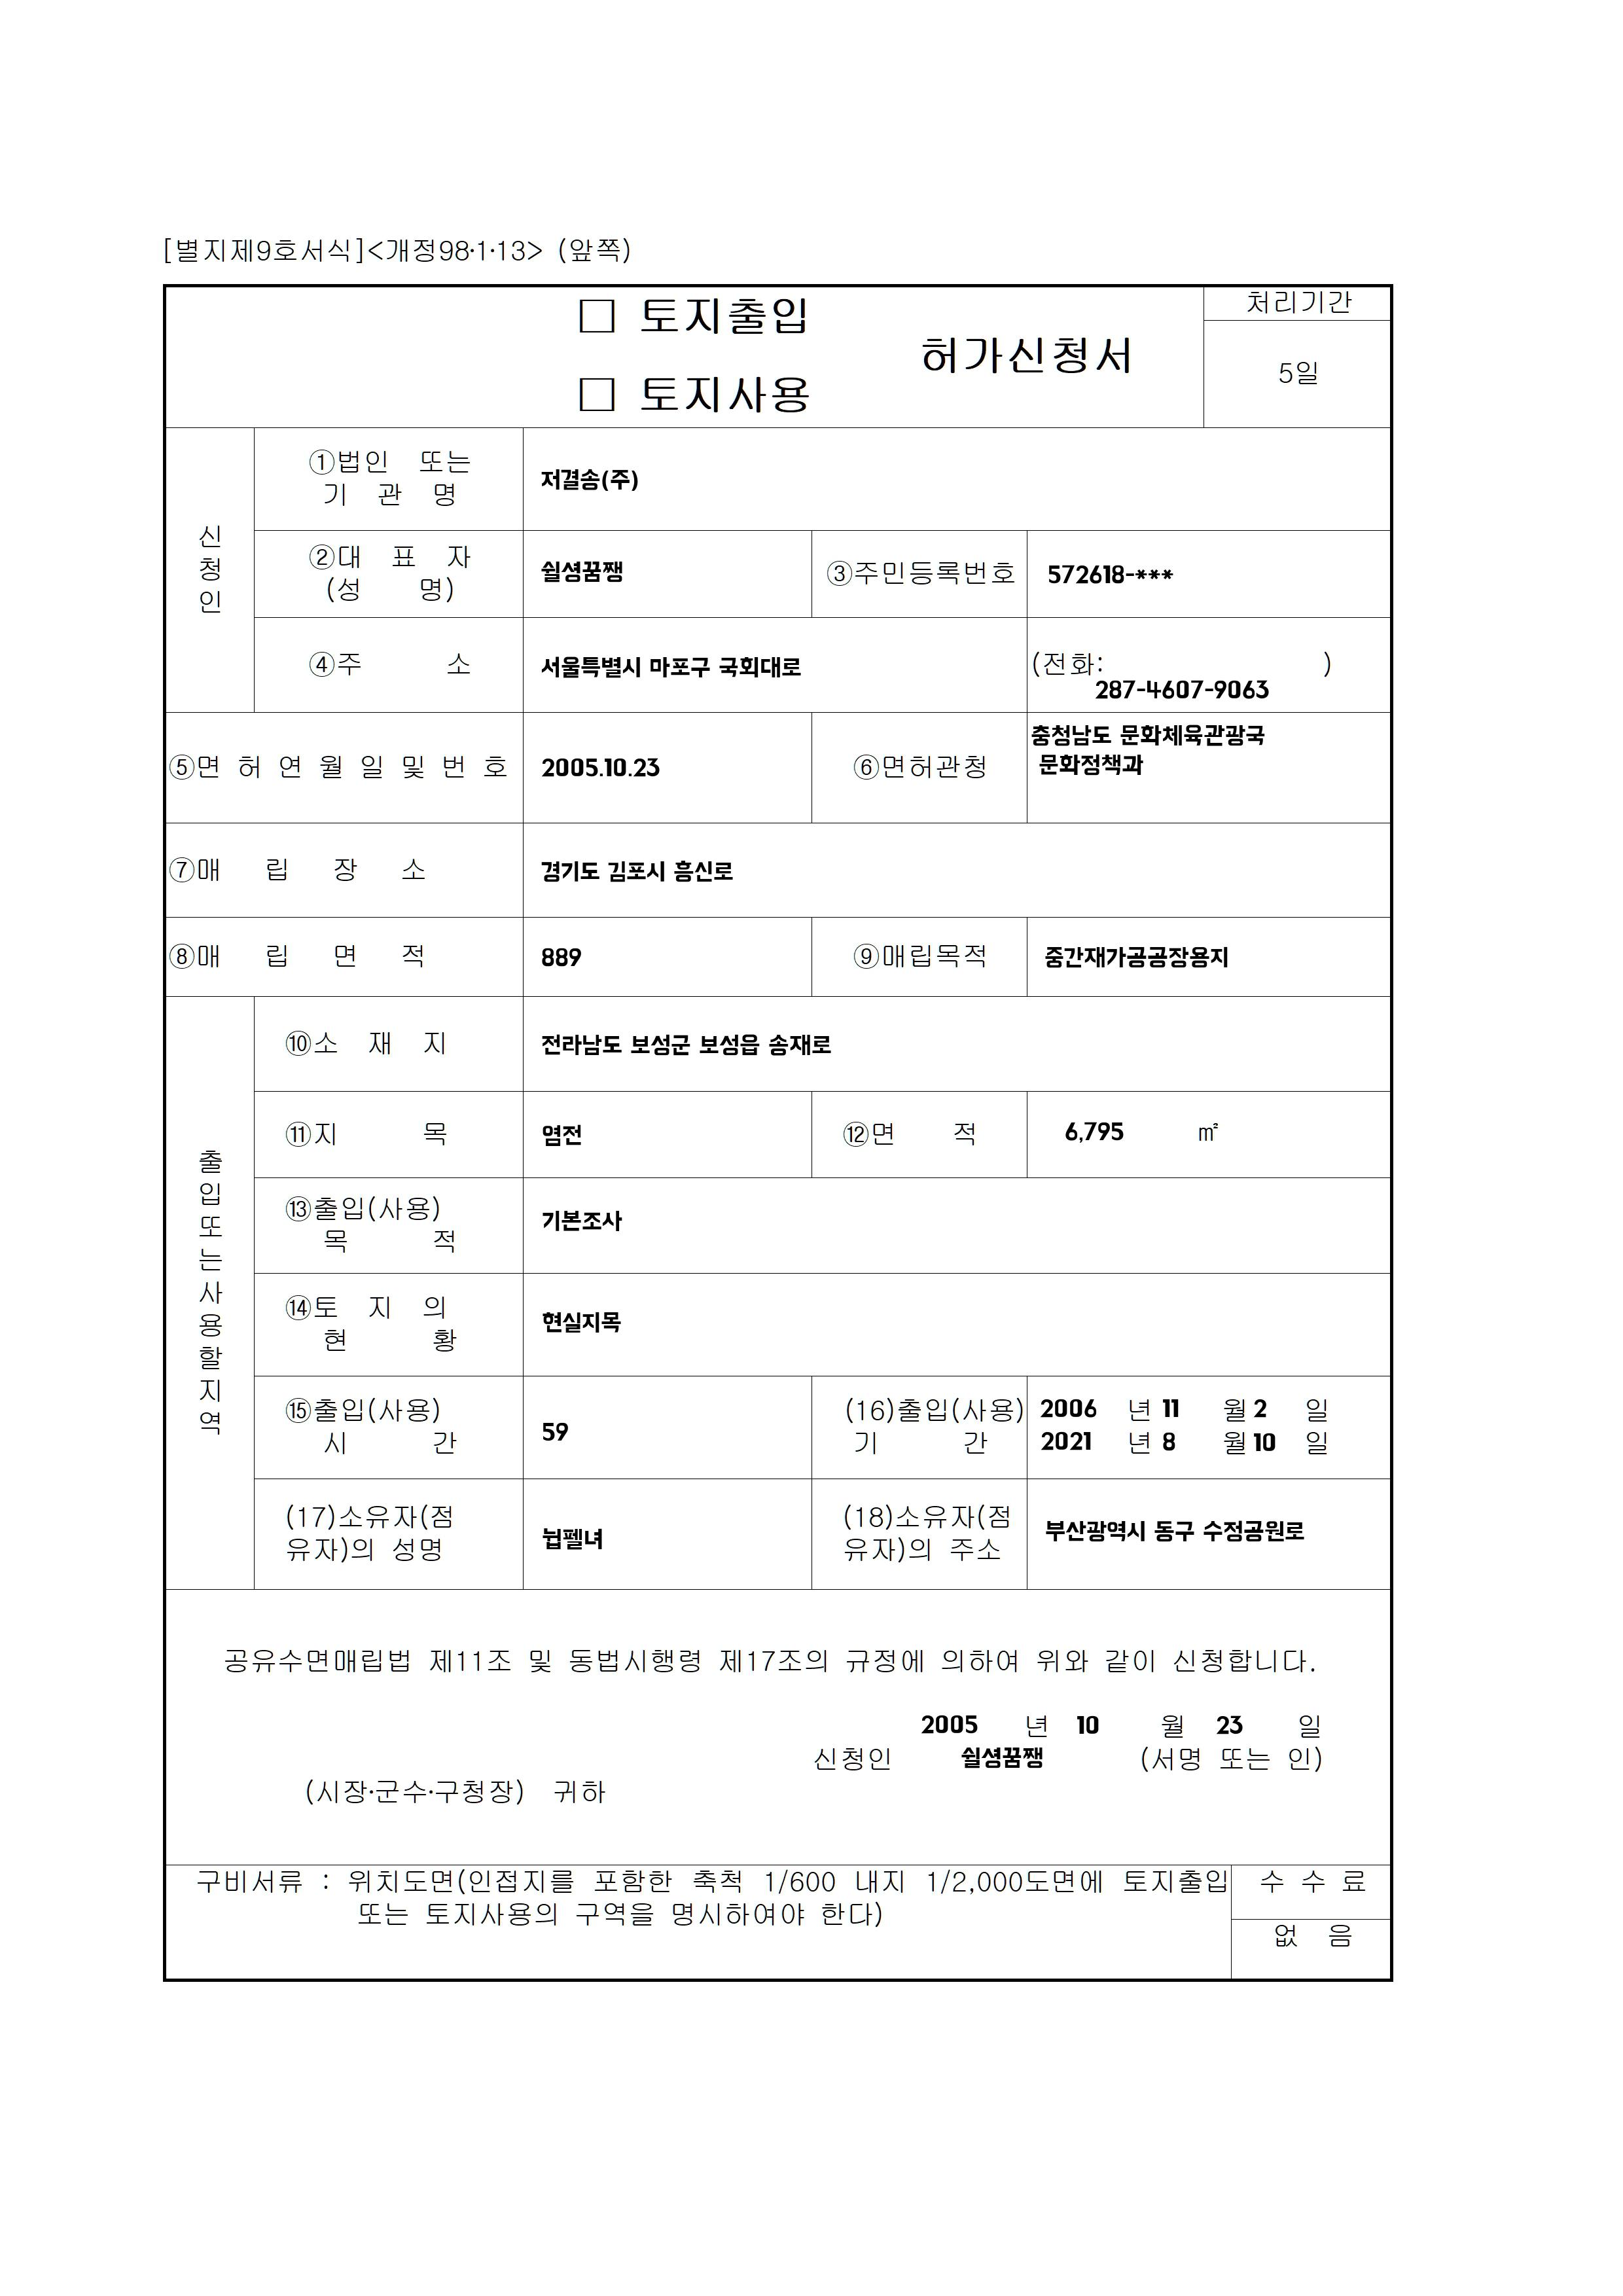 [별지제9호서식]<개정98·1·13> (앞쪽)
□ 토지출입
허가신청서
□ 토지사용
처리기간
5일
신청인
①법인 또는
기 관 명
저결송(주)
②대 표 자
(성 명)
쉴셩꿈쨍
③주민등록번호
572618-***
④주 소
서울특별시 마포구 국회대로
(전화: )
287-4607-9063
⑤면 허 연 월 일 및 번 호
2005.10.23
⑥면허관청
충청남도 문화체육관광국
문화정책과
⑦매 립 장 소
경기도 김포시 흥신로
⑧매 립 면 적
889
⑨매립목적
중간재가공공장용지
출입또는사용할지역
⑩소 재 지
전라남도 보성군 보성읍 송재로
⑪지 목
염전
⑫면 적
6,795 ㎡
⑬출입(사용)
목 적
기본조사
⑭토 지 의
현 황
현실지목
⑮출입(사용)
시 간
59
(16)출입(사용)
기 간
2006 년 11 월 2 일
2021 년 8 월 10 일
(17)소유자(점
유자)의 성명
뉩펠녀
(18)소유자(점
유자)의 주소
부산광역시 동구 수정공원로
공유수면매립법 제11조 및 동법시행령 제17조의 규정에 의하여 위와 같이 신청합니다.
2005 년 10 월 23 일
신청인 쉴셩꿈쨍 (서명 또는 인)
(시장·군수·구청장) 귀하
구비서류 : 위치도면(인접지를 포함한 축척 1/600 내지 1/2,000도면에 토지출입
또는 토지사용의 구역을 명시하여야 한다)
수 수 료
없 음